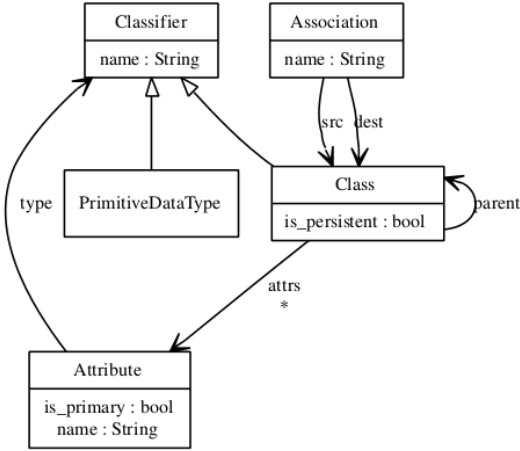 Classifier
name : String
Association
name : String
src
dest
type
PrimitiveDataType
Class
is_persistent : bool
parent
attrs
*
Attribute
is_primary : bool
name : String